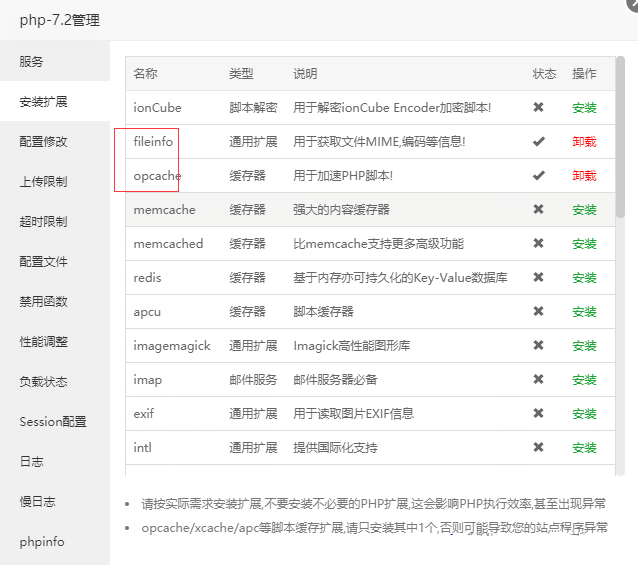 php-7.2管理
服务
安装扩展
配置修改
上传限制
超时限制
配置文件
禁用函数
性能调整
负载状态
Session配置
日志
慢日志
phpinfo
名称 类型 说明 状态 操作
ionCube 脚本解密 用于解密ionCube Encoder加密脚本! ✖ 安装
fileinfo 通用扩展 用于获取文件MIME,编码等信息! ✔ 卸载
opcache 缓存器 用于加速PHP脚本! ✔ 卸载
memcache 缓存器 强大的内容缓存器 ✖ 安装
memcached 缓存器 比memcache支持更多高级功能 ✖ 安装
redis 缓存器 基于内存亦可持久化的Key-Value数据库 ✖ 安装
apcu 缓存器 脚本缓存器 ✖ 安装
imagemagick 通用扩展 Imagick高性能图形库 ✖ 安装
imap 邮件服务 邮件服务器必备 ✖ 安装
exif 通用扩展 用于读取图片EXIF信息 ✖ 安装
intl 通用扩展 提供国际化支持 ✖ 安装
• 请按实际需求安装扩展,不要安装不必要的PHP扩展,这会影响PHP执行效率,甚至出现异常
• opcache/xcache/apc等脚本缓存扩展,请只安装其中1个,否则可能导致您的站点程序异常